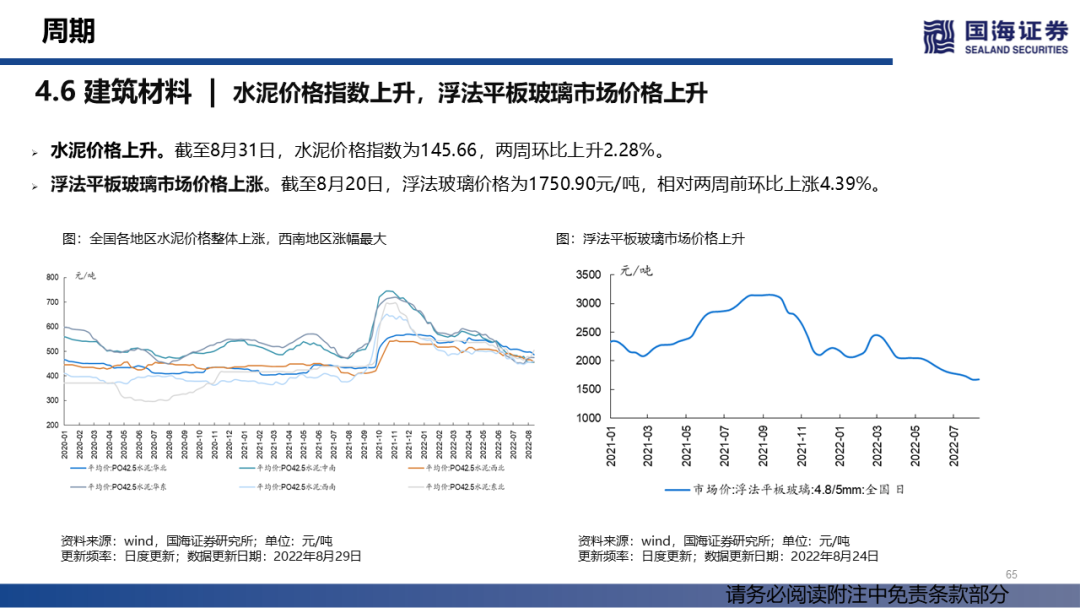 周期
国海证券
SEALAND SECURITIES
4.6 建筑材料 | 水泥价格指数上升，浮法平板玻璃市场价格上升
水泥价格上升。截至8月31日，水泥价格指数为145.66，两周环比上升2.28%。
浮法平板玻璃市场价格上涨。截至8月20日，浮法玻璃价格为1750.90元/吨，相对两周前环比上涨4.39%。
图：全国各地区水泥价格整体上涨，西南地区涨幅最大
元/吨
800
700
600
500
400
300
200
2020-01
2020-02
2020-03
2020-04
2020-05
2020-06
2020-07
2020-08
2020-09
2020-10
2020-11
2020-12
2021-01
2021-02
2021-03
2021-04
2021-05
2021-06
2021-07
2021-08
2021-09
2021-10
2021-11
2021-12
2022-01
2022-02
2022-03
2022-04
2022-05
2022-06
2022-07
2022-08
平均价:PO42.5水泥:华北
平均价:PO42.5水泥:中南
平均价:PO42.5水泥:西北
平均价:PO42.5水泥:华东
平均价:PO42.5水泥:西南
平均价:PO42.5水泥:东北
资料来源：wind，国海证券研究所；单位：元/吨
更新频率：日度更新；数据更新日期：2022年8月29日
图：浮法平板玻璃市场价格上升
元/吨
3500
3000
2500
2000
1500
1000
2021-01
2021-03
2021-05
2021-07
2021-09
2021-11
2022-01
2022-03
2022-05
2022-07
市场价:浮法平板玻璃:4.8/5mm:全国 日
资料来源：wind，国海证券研究所；单位：元/吨
更新频率：日度更新；数据更新日期：2022年8月24日
65
请务必阅读附注中免责条款部分